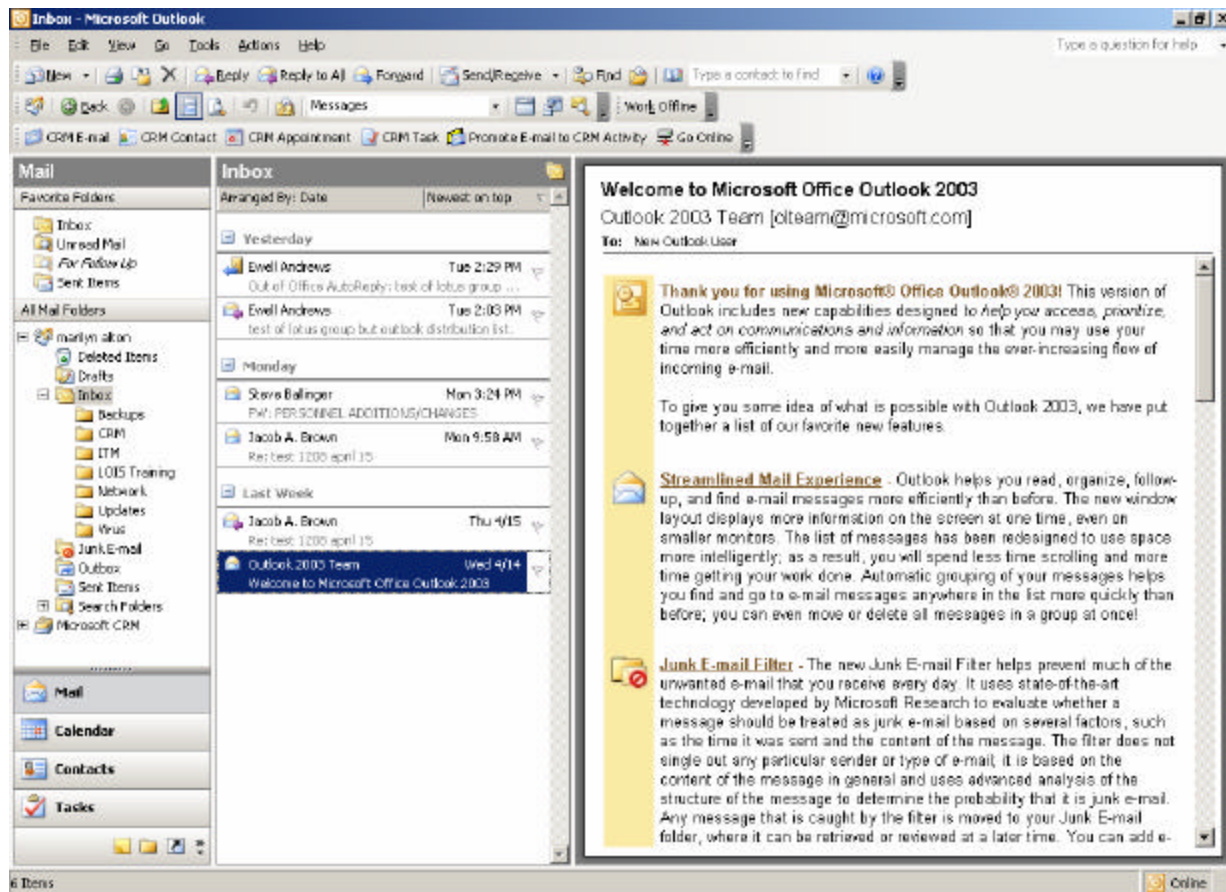 Inbox - Microsoft Outlook
File Edit View Go Tools Actions Help
Type a question for help
New Reply Reply to All Forward Send/Receive Find Type a contact to find
Back Messages Work Offline
CRM E-mail CRM Contact CRM Appointment CRM Task Promote E-mail to CRM Activity Go Online
Mail
Favorite Folders
Inbox
Unread Mail
For Follow Up
Sent Items
All Mail Folders
marilyn alton
Deleted Items
Drafts
Inbox
Backups
CRM
ITM
LOIS Training
Network
Updates
Virus
Junk E-mail
Outbox
Sent Items
Search Folders
Microsoft CRM
Mail
Calendar
Contacts
Tasks
Inbox
Arranged By: Date Newest on top
Yesterday
Ewell Andrews Tue 2:29 PM
Out of Office AutoReply: test of lotus group ...
Ewell Andrews Tue 2:03 PM
test of lotus group but outlook distribution list.
Monday
Steve Ballinger Mon 3:24 PM
FW: PERSONNEL ADDITIONS/CHANGES
Jacob A. Brown Mon 9:58 AM
Re: test 1208 april 15
Last Week
Jacob A. Brown Thu 4/15
Re: test 1208 april 15
Outlook 2003 Team Wed 4/14
Welcome to Microsoft Office Outlook 2003
Welcome to Microsoft Office Outlook 2003
Outlook 2003 Team [olteam@microsoft.com]
To: New Outlook User
Thank you for using Microsoft® Office Outlook® 2003! This version of
Outlook includes new capabilities designed to help you access, prioritize,
and act on communications and information so that you may use your
time more efficiently and more easily manage the ever-increasing flow of
incoming e-mail.
To give you some idea of what is possible with Outlook 2003, we have put
together a list of our favorite new features.
Streamlined Mail Experience - Outlook helps you read, organize, follow-
up, and find e-mail messages more efficiently than before. The new window
layout displays more information on the screen at one time, even on
smaller monitors. The list of messages has been redesigned to use space
more intelligently; as a result, you will spend less time scrolling and more
time getting your work done. Automatic grouping of your messages helps
you find and go to e-mail messages anywhere in the list more quickly than
before; you can even move or delete all messages in a group at once!
Junk E-mail Filter - The new Junk E-mail Filter helps prevent much of the
unwanted e-mail that you receive every day. It uses state-of-the-art
technology developed by Microsoft Research to evaluate whether a
message should be treated as junk e-mail based on several factors, such
as the time it was sent and the content of the message. The filter does not
single out any particular sender or type of e-mail; it is based on the
content of the message in general and uses advanced analysis of the
structure of the message to determine the probability that it is junk e-mail.
Any message that is caught by the filter is moved to your Junk E-mail
folder, where it can be retrieved or reviewed at a later time. You can add e-
6 Items
Online